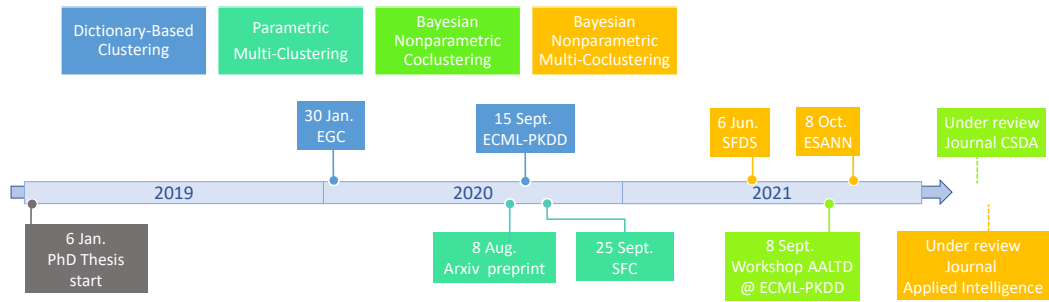 Dictionary-Based
Clustering
Parametric
Multi-Clustering
Bayesian
Nonparametric
Coclustering
Bayesian
Nonparametric
Multi-Coclustering
30 Jan.
EGC
15 Sept.
ECML-PKDD
6 Jun.
SFDS
8 Oct.
ESANN
Under review
Journal CSDA
2019
2020
2021
6 Jan.
PhD Thesis
start
8 Aug.
Arxiv preprint
25 Sept.
SFC
8 Sept.
Workshop AALTD
@ ECML-PKDD
Under review
Journal
Applied Intelligence